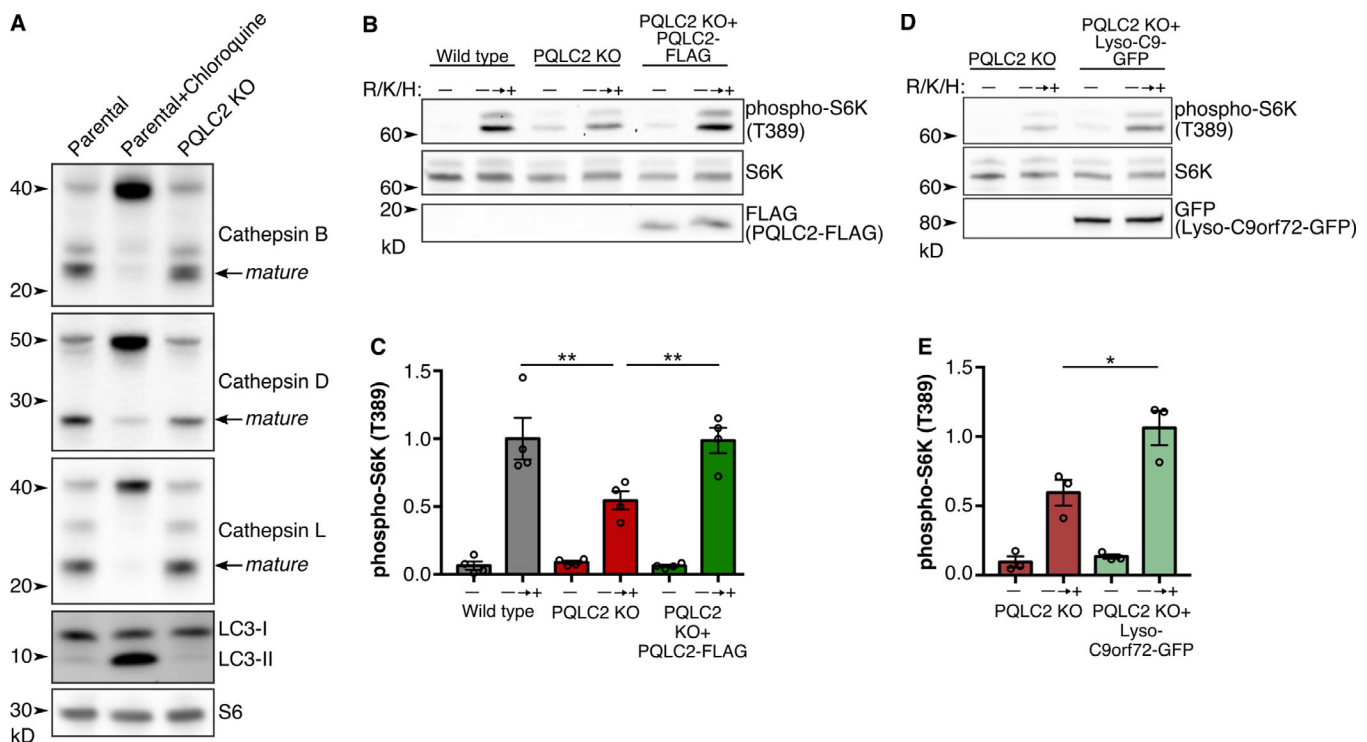 A
Parental
Parental+Chloroquine
PQLC2 KO
40
20
Cathepsin B
mature
50
30
Cathepsin D
mature
40
20
Cathepsin L
mature
10
LC3-I
LC3-II
30
kD
S6
B
Wild type
PQLC2 KO
PQLC2 KO+
PQLC2-
FLAG
R/K/H: — —→+ — —→+ — —→+
60
phospho-S6K
(T389)
60
S6K
20
kD
FLAG
(PQLC2-FLAG)
C
phospho-S6K (T389)
1.5
1.0
0.5
0.0
— —→+ — —→+ — —→+
Wild type
PQLC2 KO
PQLC2
KO+
PQLC2-FLAG
** **
D
PQLC2 KO
PQLC2 KO+
Lyso-C9-
GFP
R/K/H: — —→+ — —→+
60
phospho-S6K
(T389)
60
S6K
80
kD
GFP
(Lyso-C9orf72-GFP)
E
phospho-S6K (T389)
1.5
1.0
0.5
0.0
— —→+ — —→+
PQLC2 KO
PQLC2 KO+
Lyso-
C9orf72-GFP
*